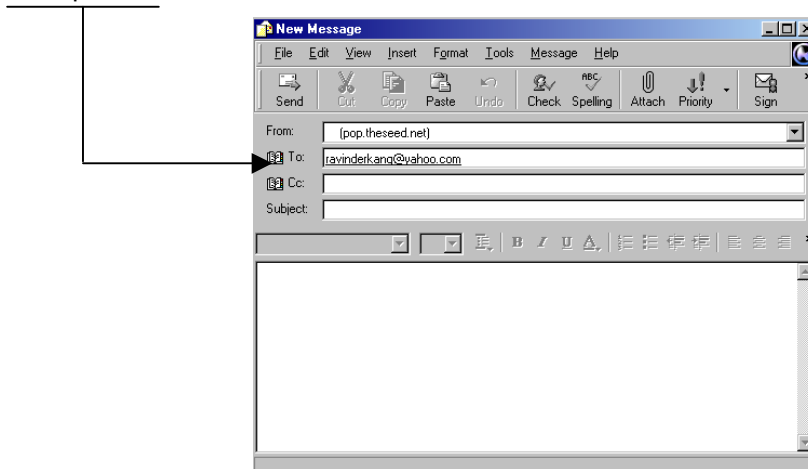 New Message
File Edit View Insert Format Tools Message Help
ABC
Send Cut Copy Paste Undo Check Spelling Attach Priority Sign
From: (pop.theseed.net)
To: ravinderkang@yahoo.com
Cc:
Subject:
B I U A